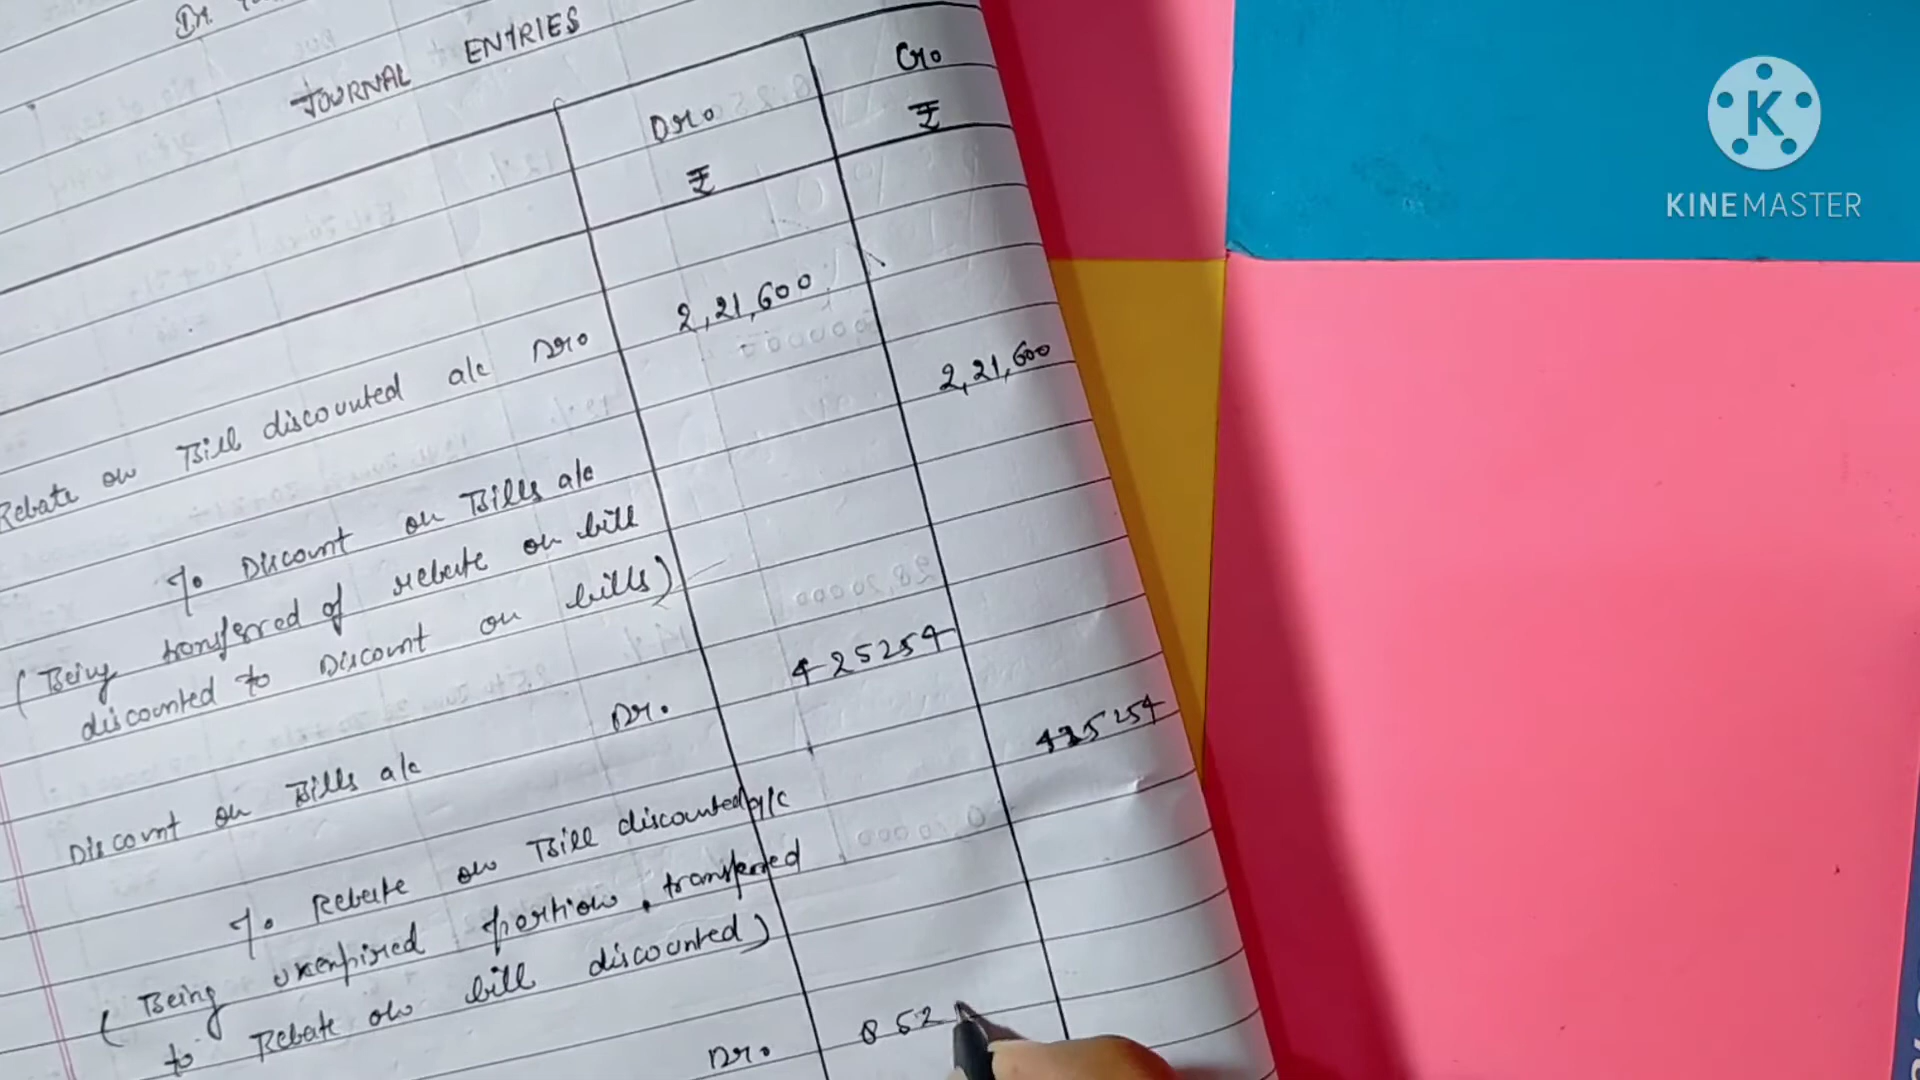 JOURNAL ENTRIES
Dr. Cr.
₹ ₹
Rebate on Bill discounted a/c Dr. 2,21,600
To Discount on Bills a/c 2,21,600
(Being transferred of rebate on bill
discounted to Discount on bills)
Discount on Bills a/c Dr. 425254
To Rebate on Bill discounted a/c 425254
(Being unexpired portion transferred
to Rebate on bill discounted)
Dr. 852
KINEMASTER